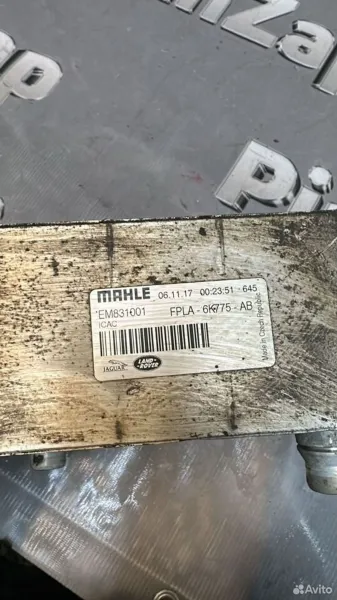 MAHLE 06.11.17 00:23:51 - 645
EM831001 FPLA - 6K775 - AB
ICAC
Made in Czech Republic
JAGUAR LAND-ROVER
Avito